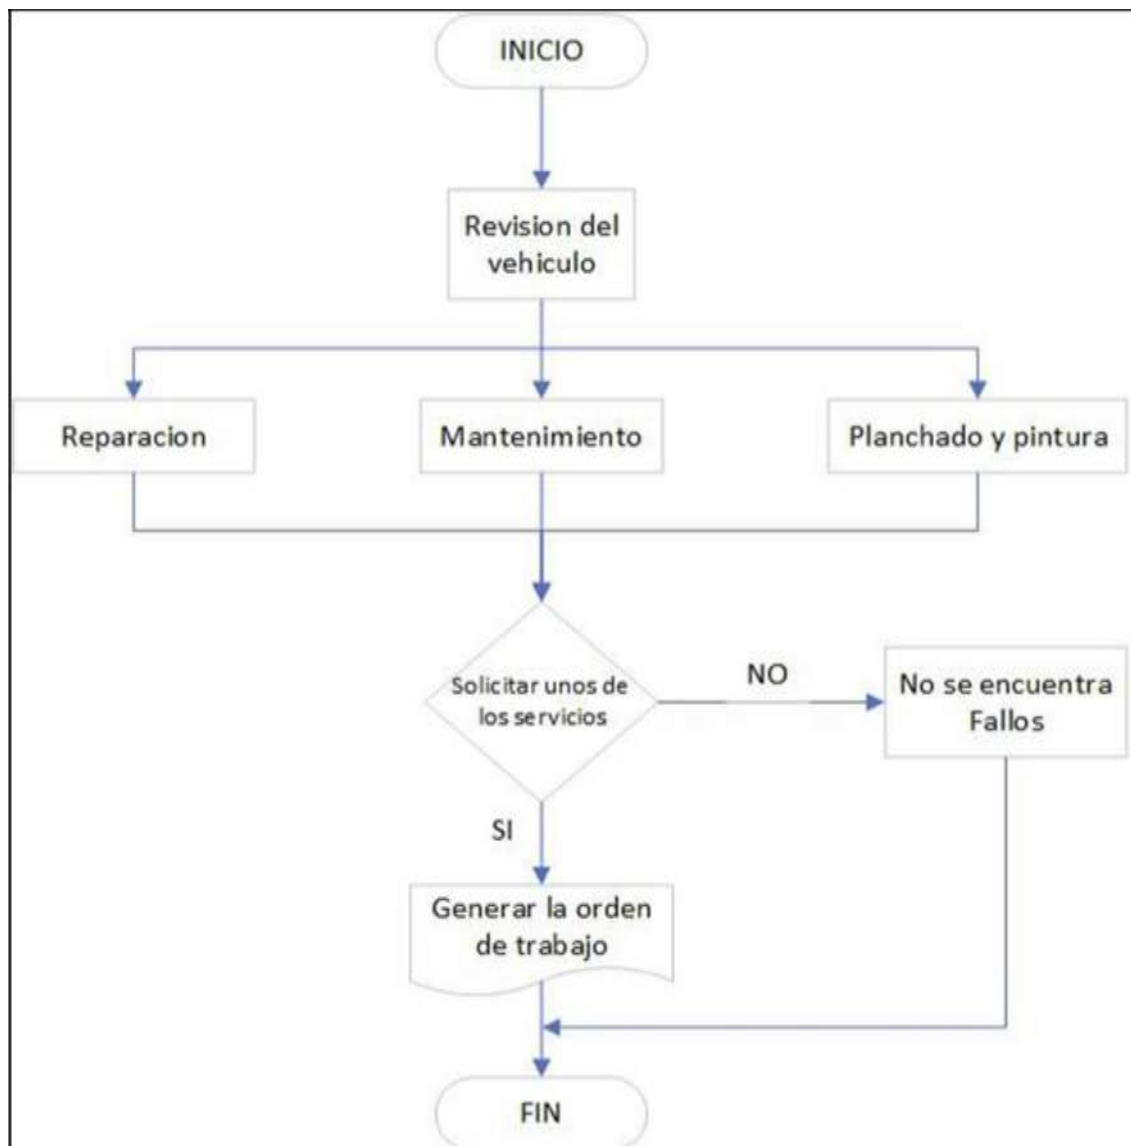 INICIO
Revision del
vehiculo
Reparacion
Mantenimiento
Planchado y pintura
Solicitar unos de
los servicios
NO
No se encuentra
Fallos
SI
Generar la orden
de trabajo
FIN